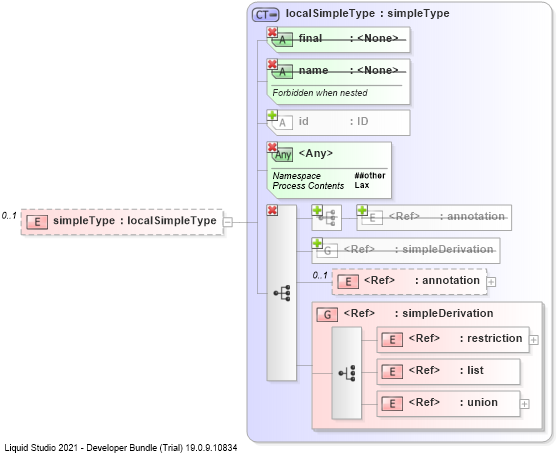 CT localSimpleType : simpleType
A final : <None>
A name : <None>
Forbidden when nested
A id : ID
Any <Any>
Namespace ##other
Process Contents Lax
0..1
E simpleType : localSimpleType
E <Ref> : annotation
G <Ref> : simpleDerivation
0..1
E <Ref> : annotation
G <Ref> : simpleDerivation
E <Ref> : restriction
E <Ref> : list
E <Ref> : union
Liquid Studio 2021 - Developer Bundle (Trial) 19.0.9.10834